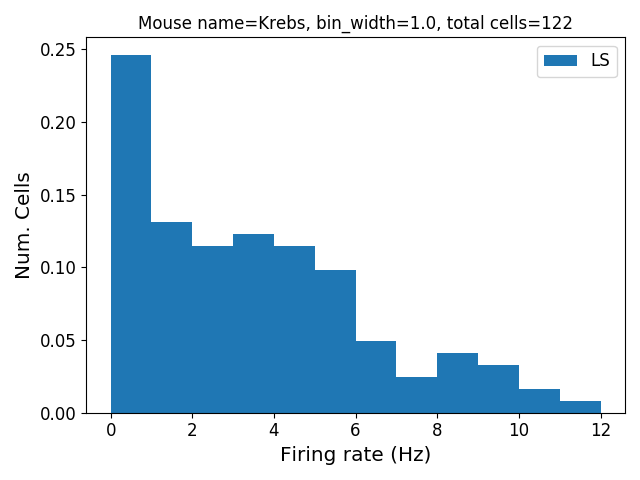 Mouse name=Krebs, bin_width=1.0, total cells=122
LS
Num. Cells
0.25
0.20
0.15
0.10
0.05
0.00
0 2 4 6 8 10 12
Firing rate (Hz)